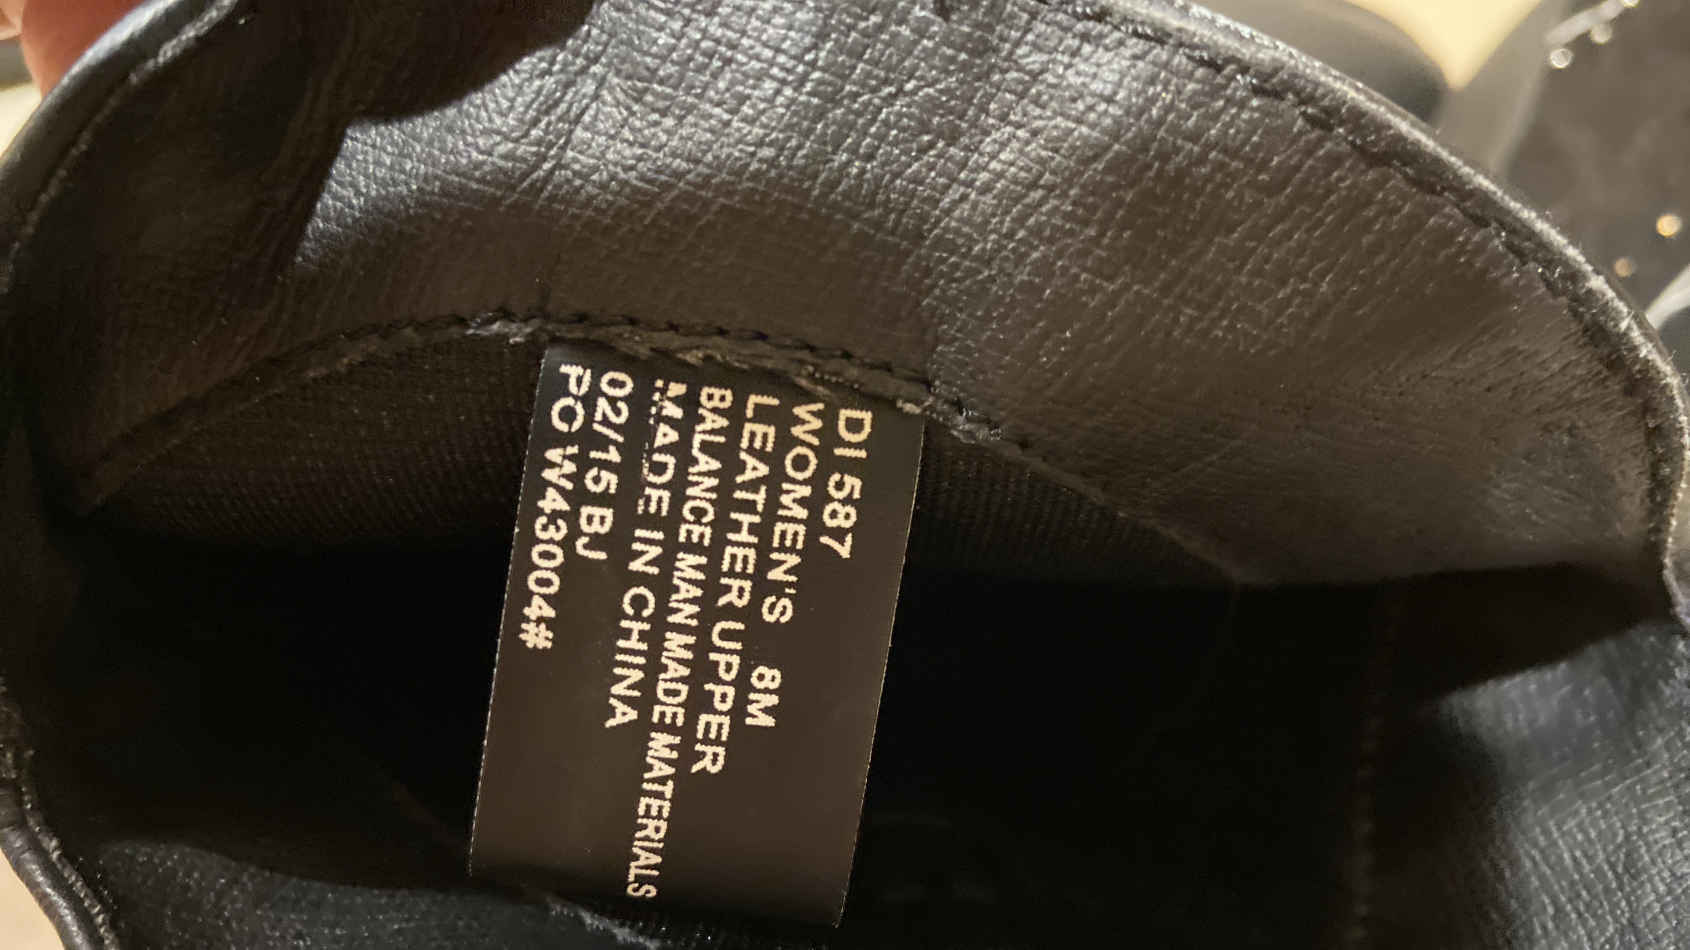 DI 587
WOMEN'S 8M
LEATHER UPPER
BALANCE MAN MADE MATERIALS
MADE IN CHINA
02/15 BJ
PO W43004#